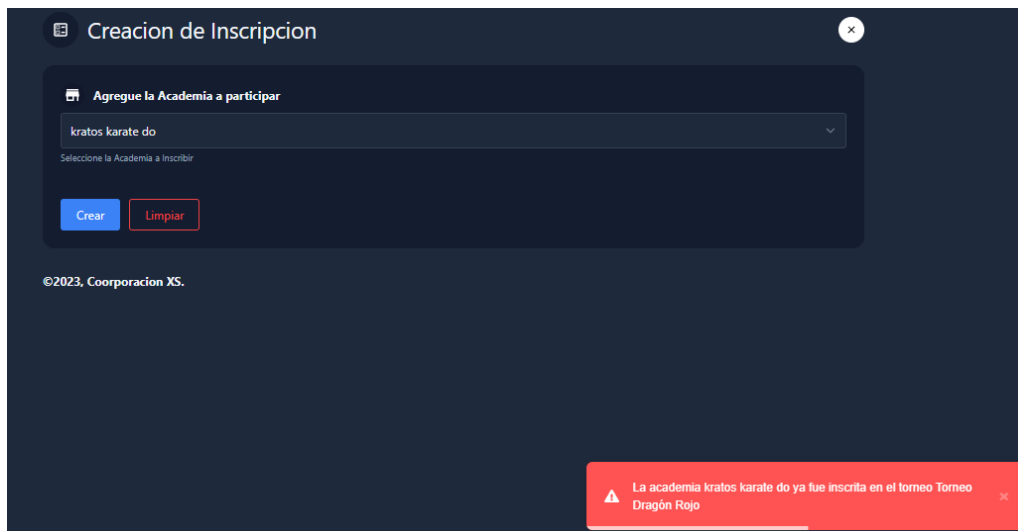 Creacion de Inscripcion
Agregue la Academia a participar
kratos karate do
Seleccione la Academia a Inscribir
Crear
Limpiar
©2023, Coorporacion XS.
La academia kratos karate do ya fue inscrita en el torneo Torneo
Dragón Rojo